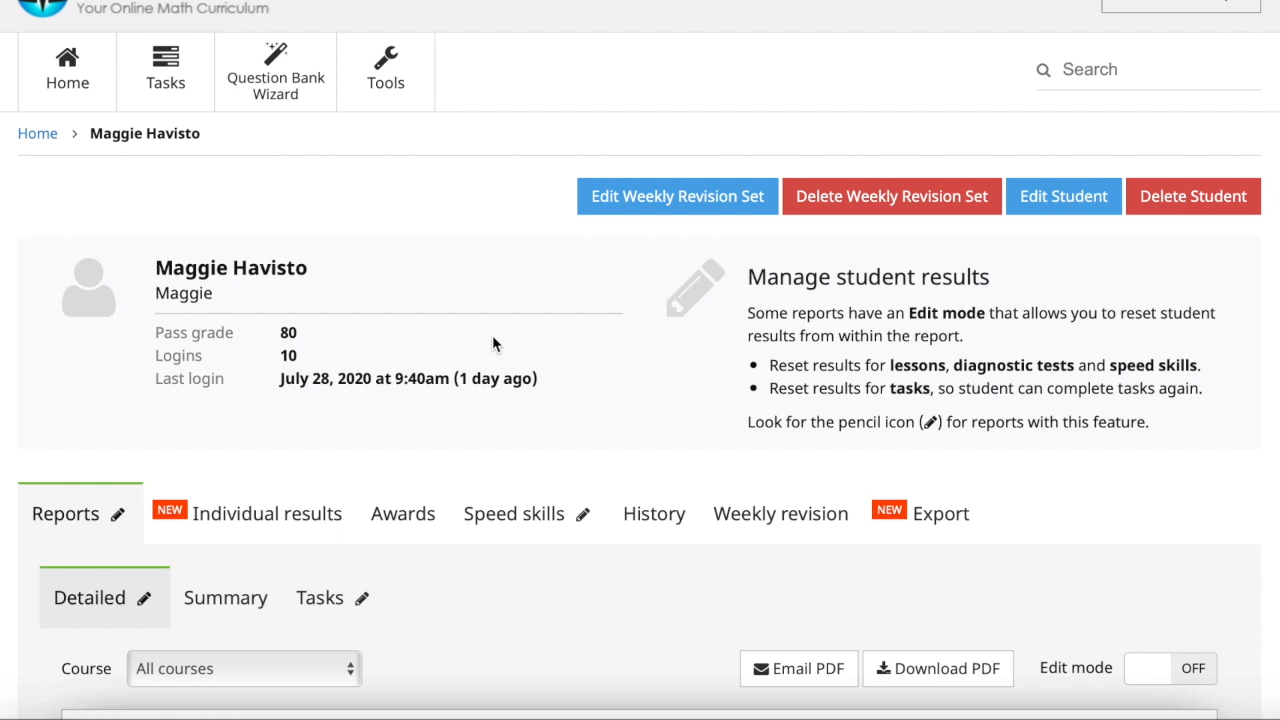 Your Online Math Curriculum
Home
Tasks
Question Bank
Wizard
Tools
Search
Home > Maggie Havisto
Edit Weekly Revision Set
Delete Weekly Revision Set
Edit Student
Delete Student
Maggie Havisto
Maggie
Pass grade 80
Logins 10
Last login July 28, 2020 at 9:40am (1 day ago)
Manage student results
Some reports have an Edit mode that allows you to reset student
results from within the report.
• Reset results for lessons, diagnostic tests and speed skills.
• Reset results for tasks, so student can complete tasks again.
Look for the pencil icon () for reports with this feature.
Reports
NEW Individual results
Awards
Speed skills
History
Weekly revision
NEW Export
Detailed
Summary
Tasks
Course All courses
Email PDF
Download PDF
Edit mode OFF